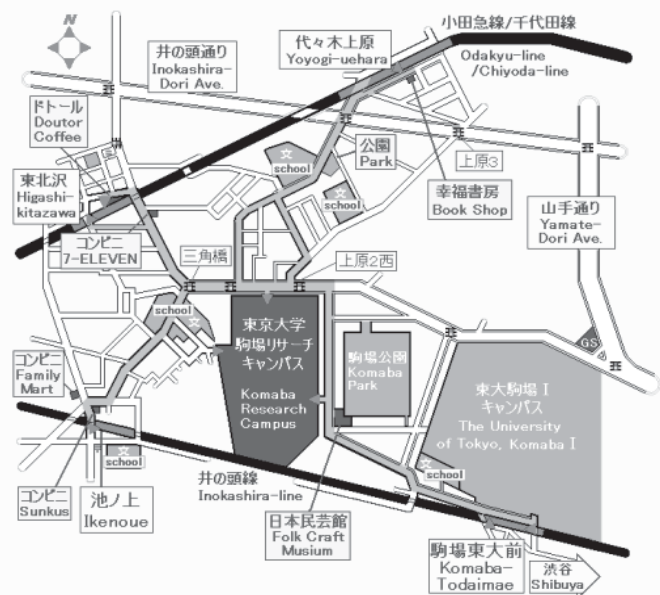 N
小田急線/千代田線
Odakyu-line
/Chiyoda-line
代々木上原
Yoyogi-uehara
井の頭通り
Inokashira-
Dori Ave.
ドトール
Doutor
Coffee
公園
Park
上原3
文
school
文
school
東北沢
Higashi-
kitazawa
幸福書房
Book Shop
山手通り
Yamate-
Dori Ave.
コンビニ
7-ELEVEN
三角橋
上原2西
school
文
東京大学
駒場リサーチ
キャンパス
Komaba
Research
Campus
駒場公園
Komaba
Park
GS
東大駒場Ⅰ
キャンパス
The University
of Tokyo, Komaba Ⅰ
コンビニ
Family
Mart
文
school
文
school
井の頭線
Inokashira-line
コンビニ
Sunkus
池ノ上
Ikenoue
日本民芸館
Folk Craft
Musium
駒場東大前
Komaba-
Todaimae
渋谷
Shibuya